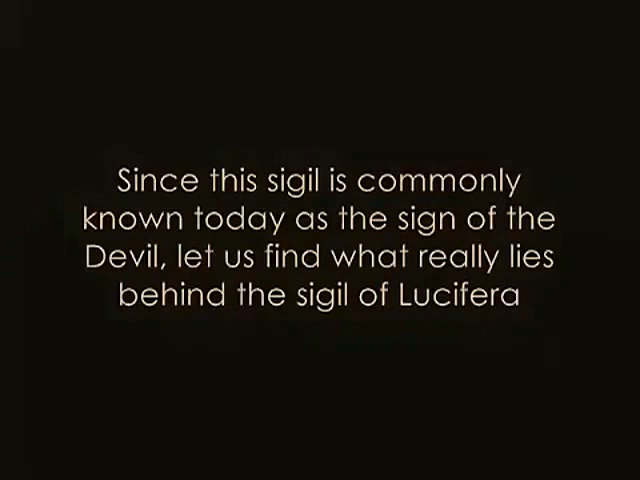 Since this sigil is commonly
known today as the sign of the
Devil, let us find what really lies
behind the sigil of Lucifera